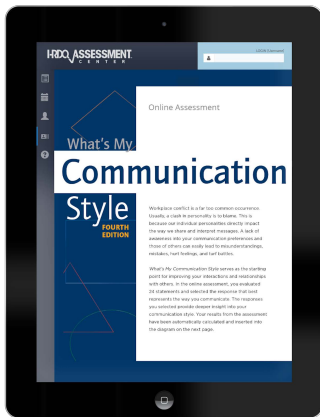 HRDQ ASSESSMENT
CENTER
Online Assessment
What's My
Communication
Style
FOURTH
EDITION
Workplace conflict is a far too common occurrence.
Usually, a clash in personality is to blame. This is
because our individual personalities directly impact
the way we share and interpret messages. A lack of
awareness into your communication preferences and
those of others can easily lead to misunderstandings,
mistakes, hurt feelings, and turf battles.
What's My Communication Style serves as the starting
point for improving your interactions and relationships
with others. In the online assessment, you evaluated
24 statements and selected the response that best
represents the way you communicate. The responses
you selected provide deeper insight into your
communication style. Your results from the assessment
have been automatically calculated and inserted into
the diagram on the next page.